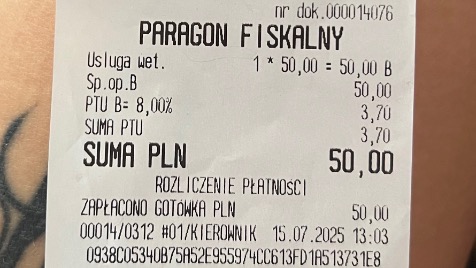 nr dok.000014076
PARAGON FISKALNY
Usluga wet. 1 * 50,00 = 50,00 B
Sp.op.B 50,00
PTU B= 8,00% 3,70
SUMA PTU 3,70
SUMA PLN 50,00
ROZLICZENIE PŁATNOŚCI
ZAPŁACONO GOTÓWKA PLN 50,00
00014/0312 #01/KIEROWNIK 15.07.2025 13:03
0938C05340B75A52E955974CC613FD1A513731E8